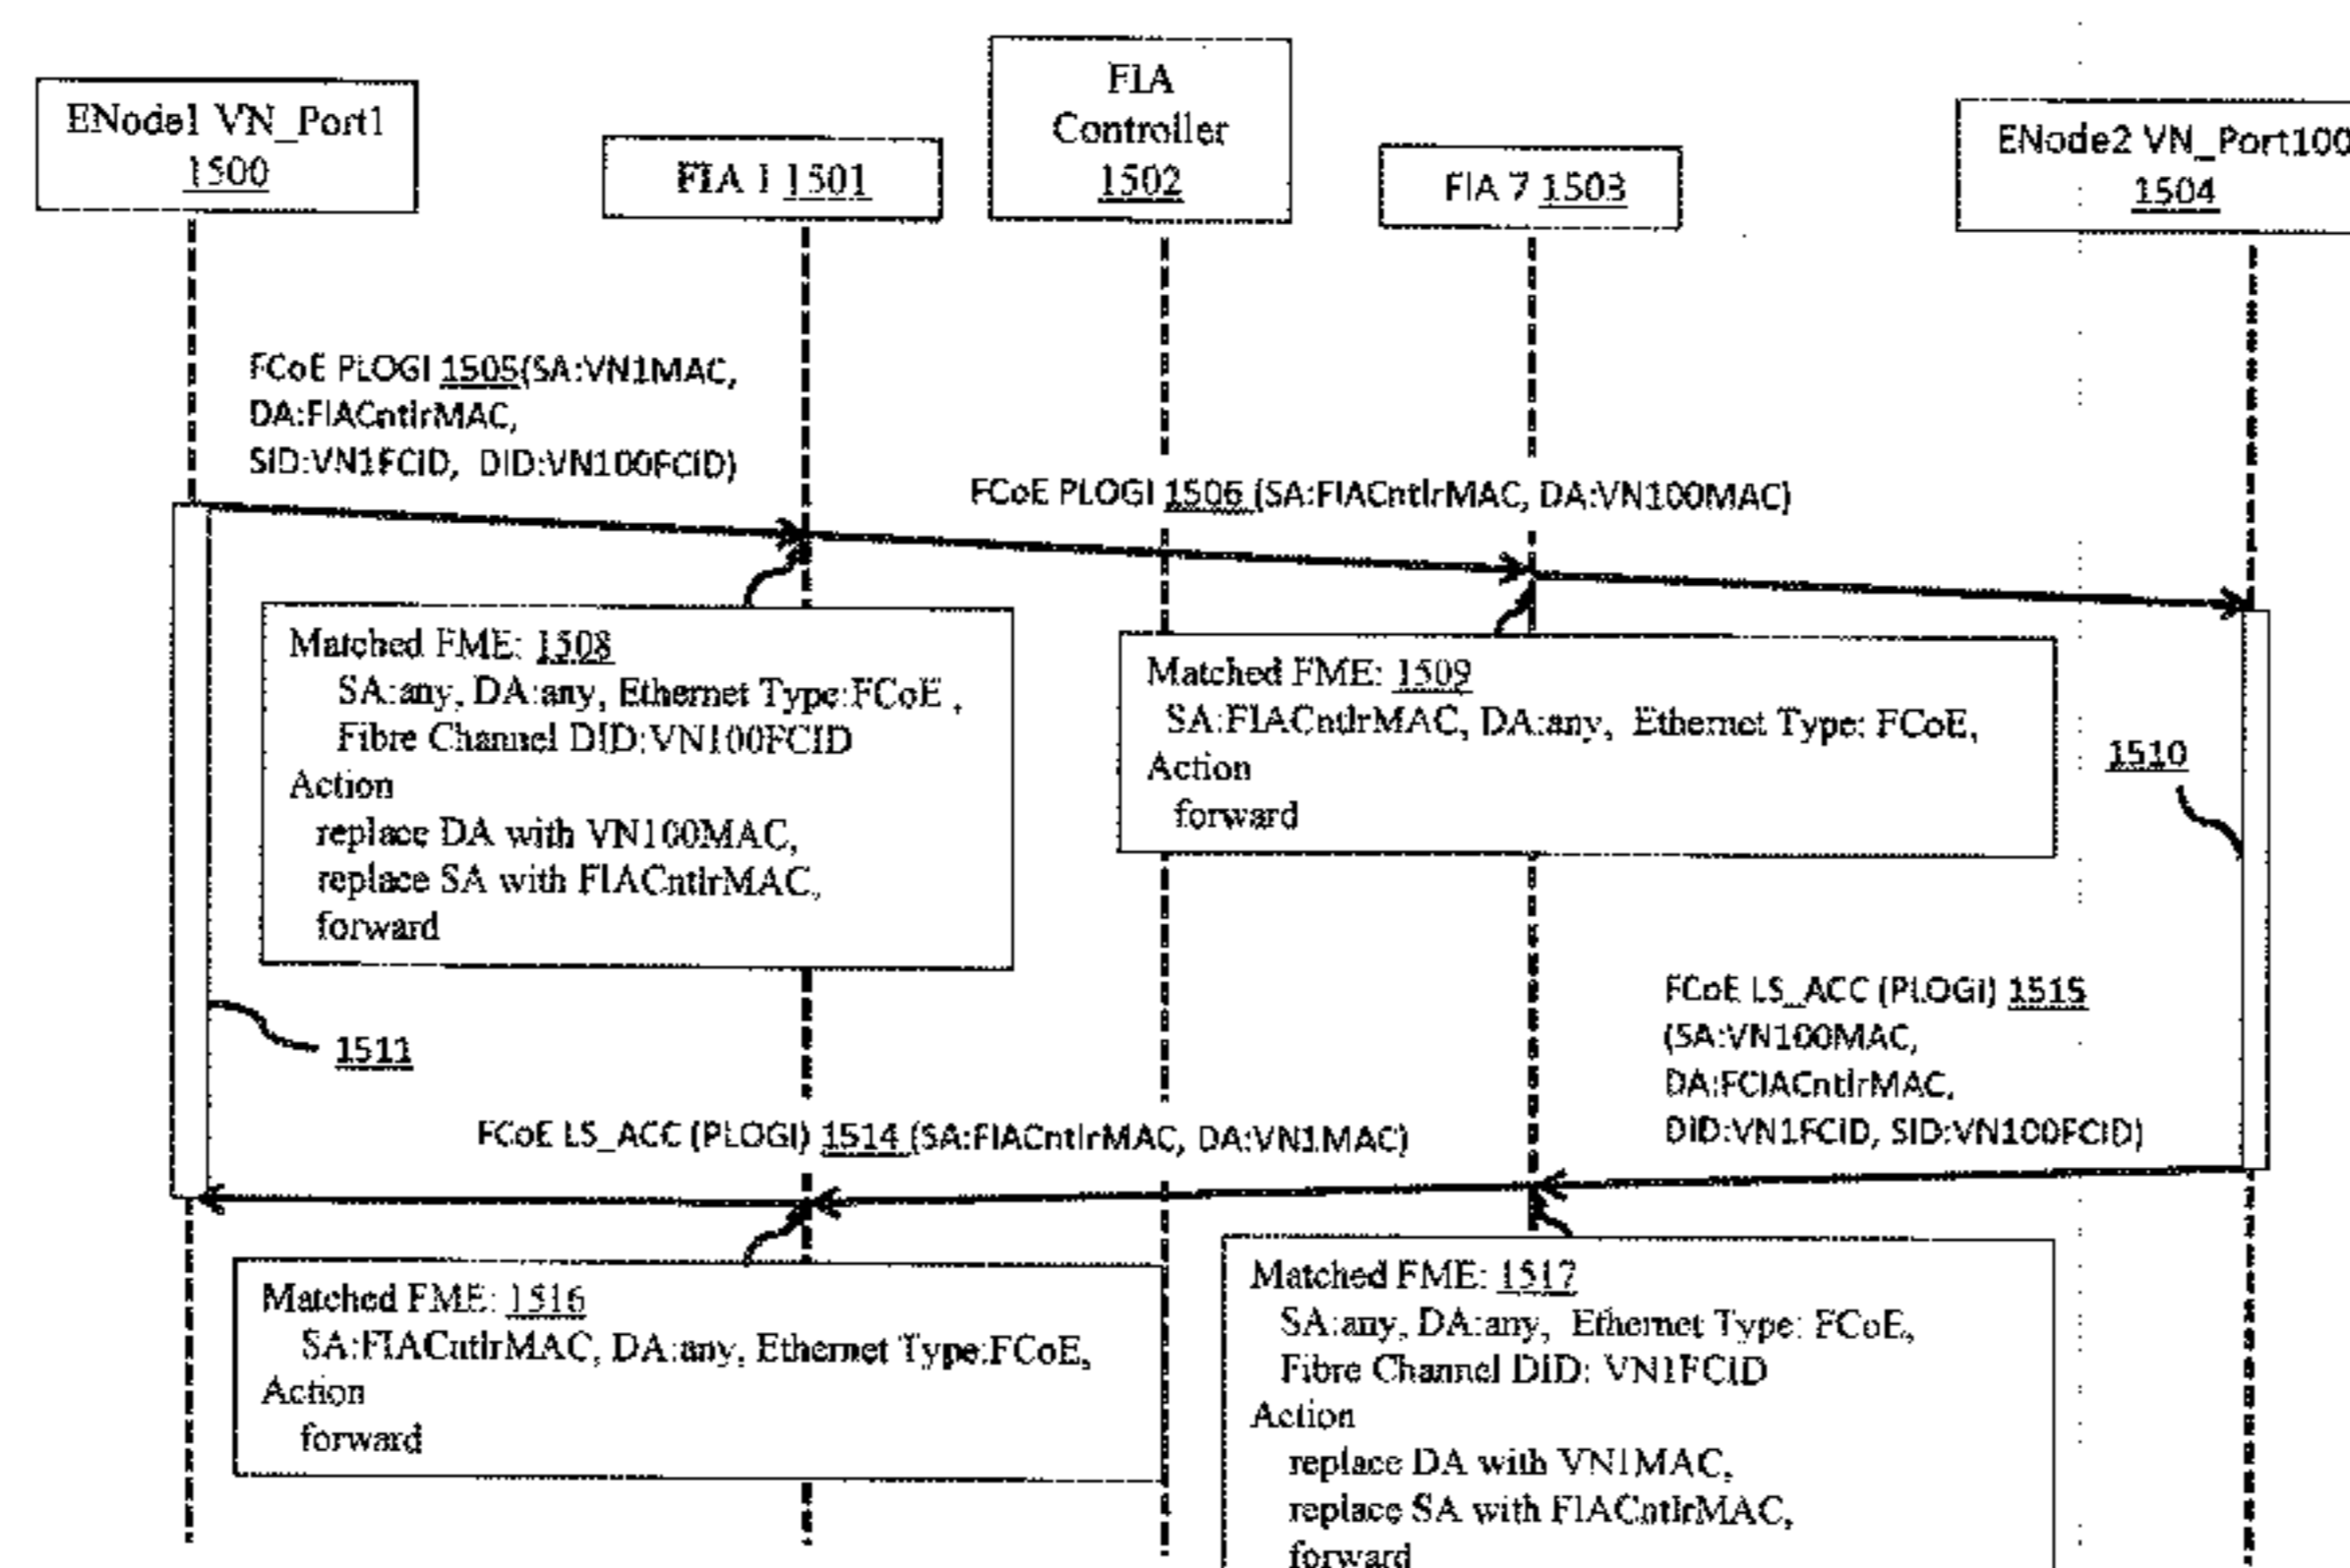 ENode1 VN_Port1
1500
FIA 1 1501
FIA
Controller
1502
FIA 7 1503
ENode2 VN_Port100
1504
FCoE PLOGI 1505(SA:VN1MAC,
DA:FIACntlrMAC,
SID:VN1FCID, DID:VN100FCID)
FCoE PLOGI 1506 (SA:FIACntlrMAC, DA:VN100MAC)
Matched FME: 1508
SA:any, DA:any, Ethernet Type:FCoE ,
Fibre Channel DID:VN100FCID
Action
replace DA with VN100MAC,
replace SA with FIACntlrMAC,
forward
Matched FME: 1509
SA:FIACntlrMAC, DA:any, Ethernet Type: FCoE,
Action
forward
1510
1511
FCoE LS_ACC (PLOGI) 1515
(SA:VN100MAC,
DA:FCIACntlrMAC,
DID:VN1FCID, SID:VN100FCID)
FCoE LS_ACC (PLOGI) 1514 (SA:FIACntlrMAC, DA:VN1MAC)
Matched FME: 1516
SA:FIACntlrMAC, DA:any, Ethernet Type:FCoE,
Action
forward
Matched FME: 1517
SA:any, DA:any, Ethernet Type: FCoE,
Fibre Channel DID: VN1FCID
Action
replace DA with VN1MAC,
replace SA with FIACntlrMAC,
forward